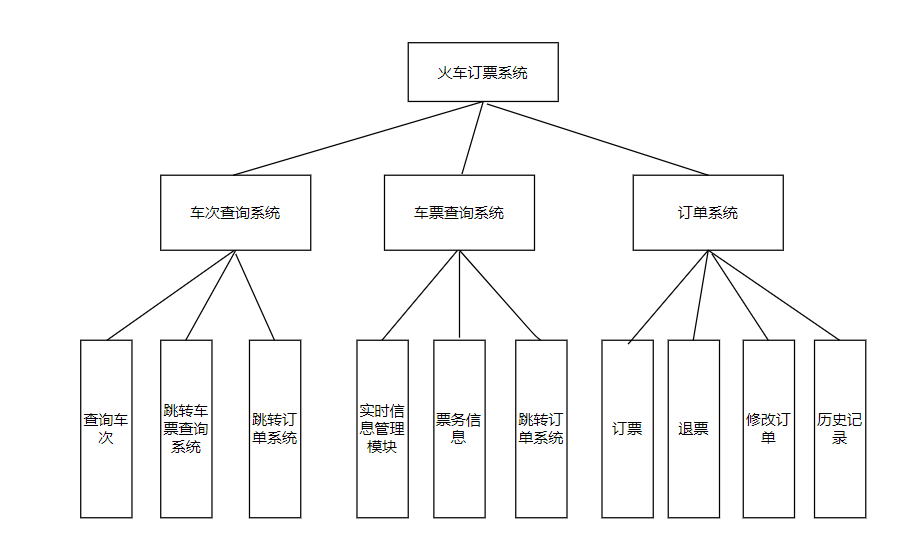 火车订票系统
车次查询系统
车票查询系统
订单系统
查询车
次
跳转车
票查询
系统
跳转订
单系统
实时信
息管理
模块
票务信
息
跳转订
单系统
订票
退票
修改订
单
历史记
录